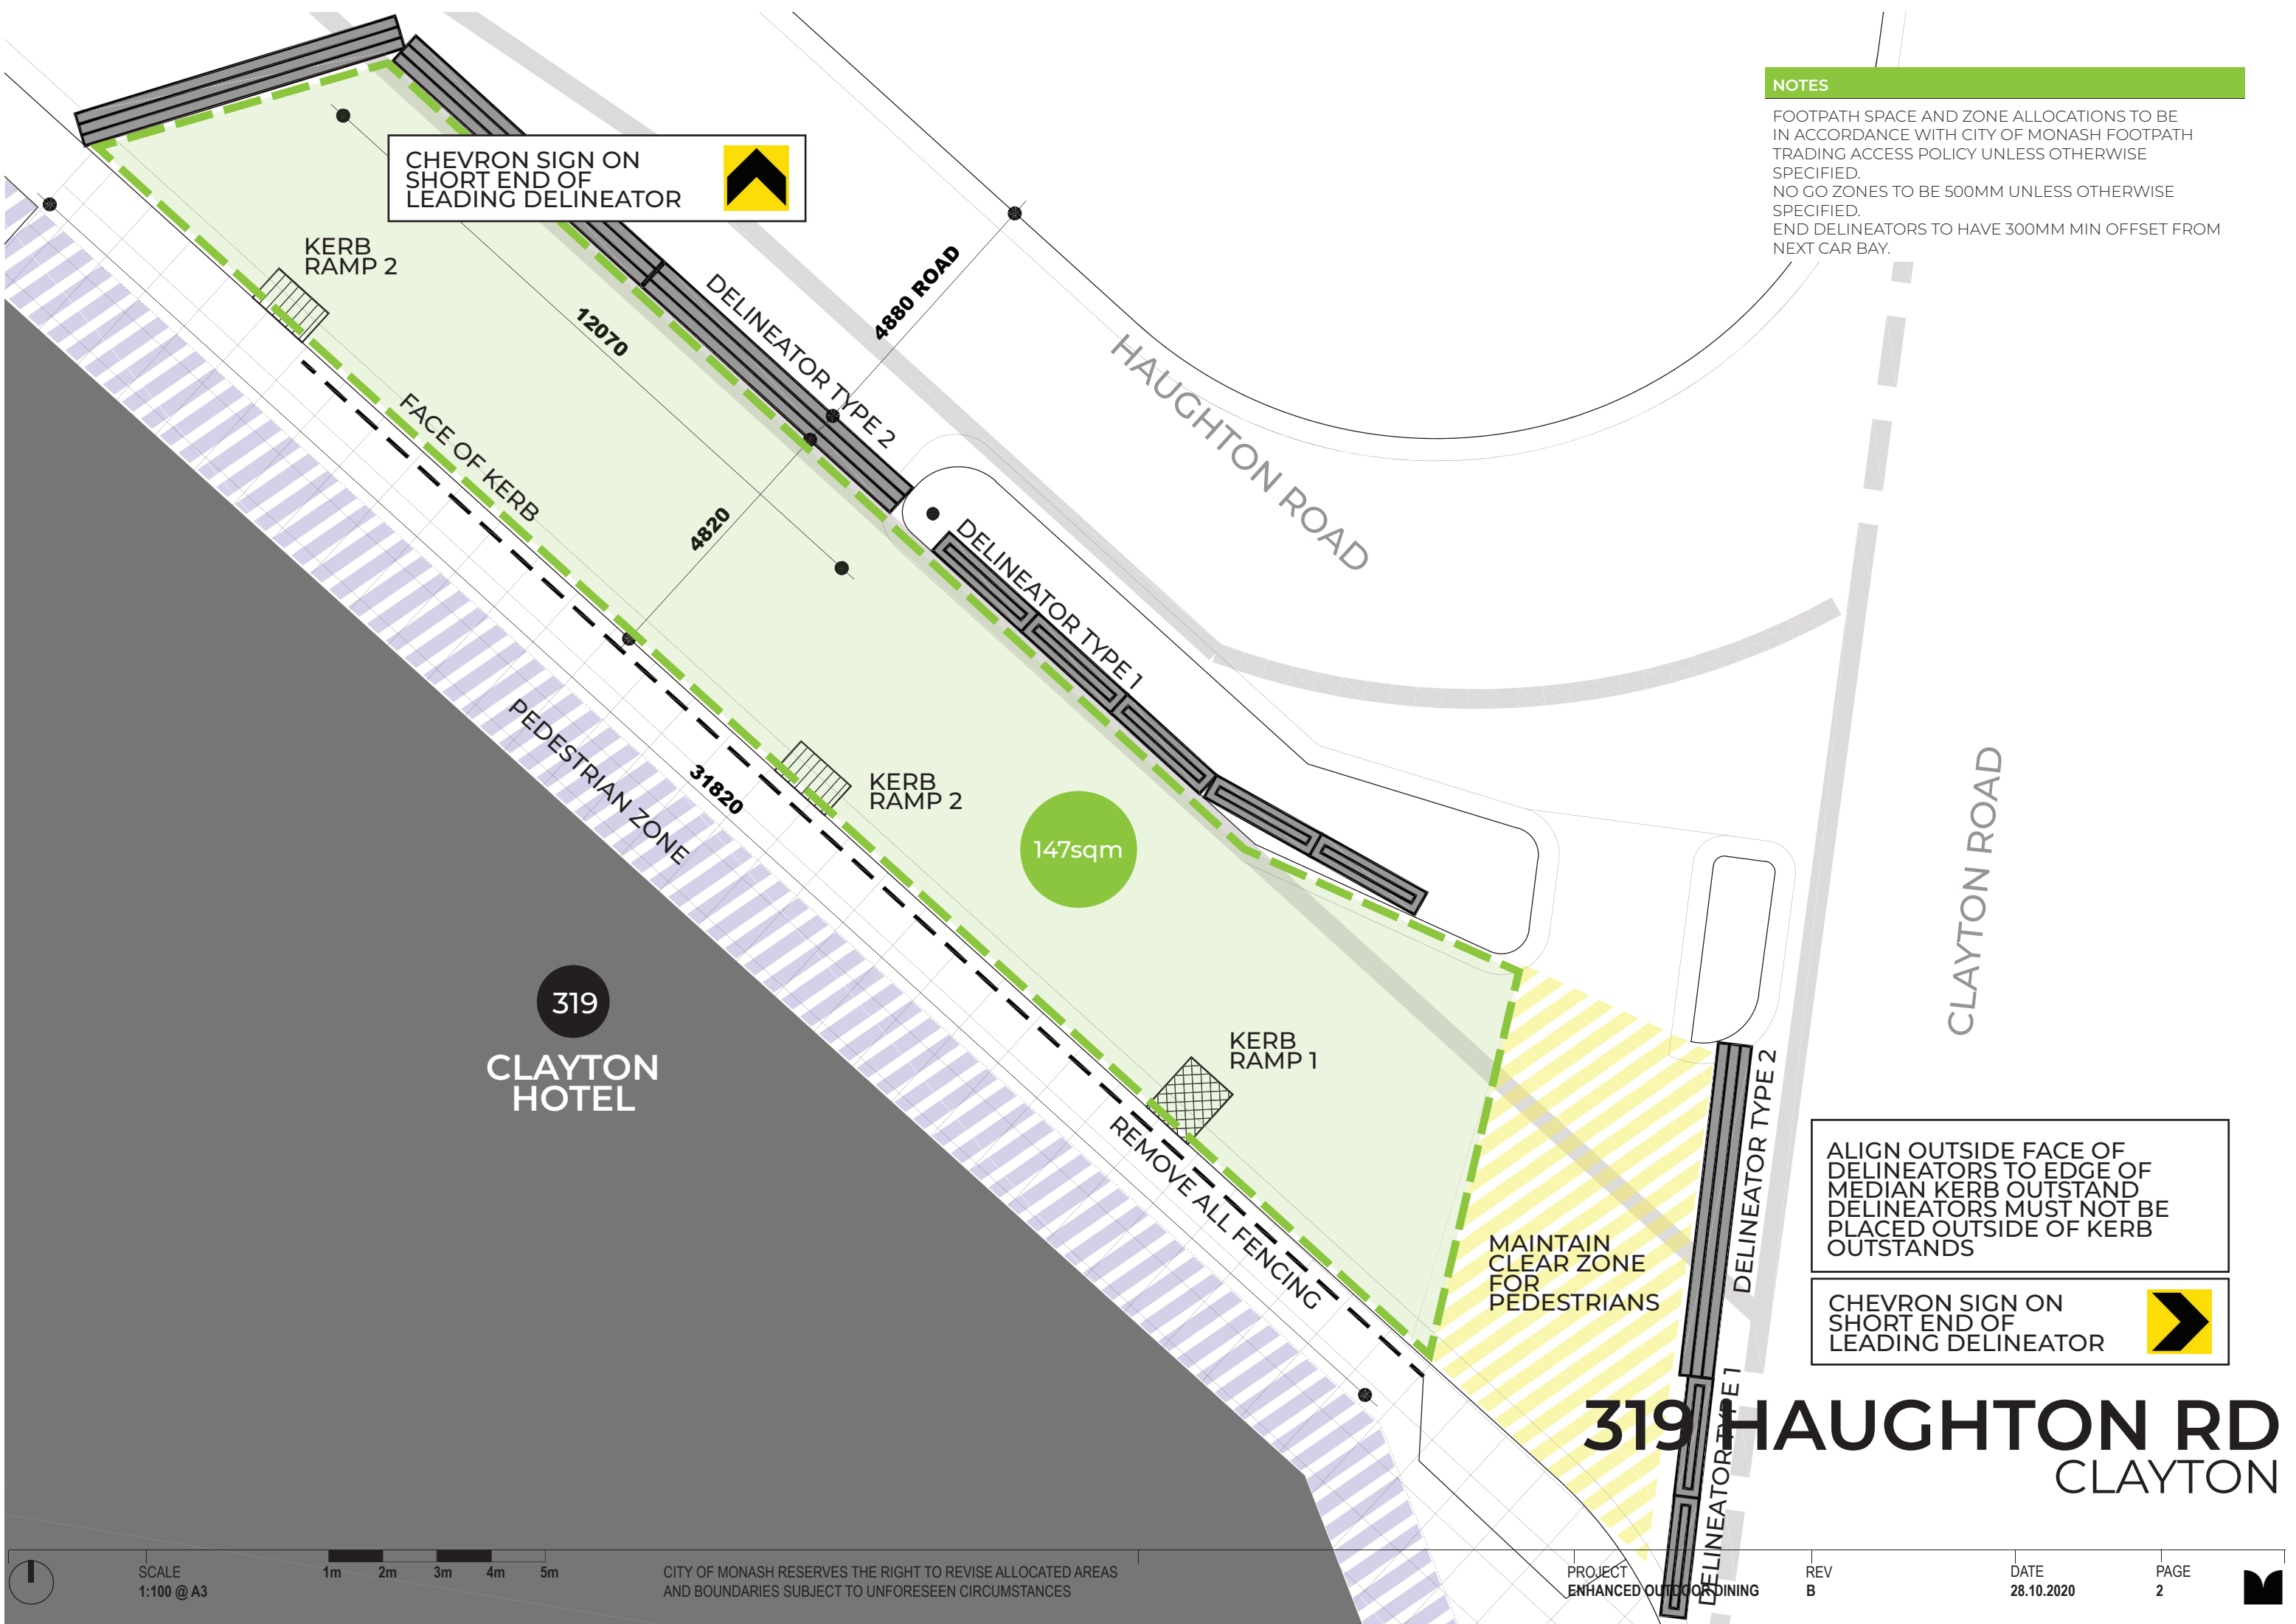 NOTES
FOOTPATH SPACE AND ZONE ALLOCATIONS TO BE
IN ACCORDANCE WITH CITY OF MONASH FOOTPATH
TRADING ACCESS POLICY UNLESS OTHERWISE
SPECIFIED.
NO GO ZONES TO BE 500MM UNLESS OTHERWISE
SPECIFIED.
END DELINEATORS TO HAVE 300MM MIN OFFSET FROM
NEXT CAR BAY.
CHEVRON SIGN ON
SHORT END OF
LEADING DELINEATOR
KERB
RAMP 2
12070
DELINEATOR TYPE 2
4880 ROAD
HAUGHTON ROAD
FACE OF KERB
4820
DELINEATOR TYPE 1
PEDESTRIAN ZONE
31820
KERB
RAMP 2
147sqm
CLAYTON ROAD
319
CLAYTON
HOTEL
KERB
RAMP 1
REMOVE ALL FENCING
MAINTAIN
CLEAR ZONE
FOR
PEDESTRIANS
DELINEATOR TYPE 2
ALIGN OUTSIDE FACE OF
DELINEATORS TO EDGE OF
MEDIAN KERB OUTSTAND
DELINEATORS MUST NOT BE
PLACED OUTSIDE OF KERB
OUTSTANDS
CHEVRON SIGN ON
SHORT END OF
LEADING DELINEATOR
DELINEATOR TYPE 1
319 HAUGHTON RD
CLAYTON
SCALE
1:100 @ A3
1m 2m 3m 4m 5m
CITY OF MONASH RESERVES THE RIGHT TO REVISE ALLOCATED AREAS
AND BOUNDARIES SUBJECT TO UNFORESEEN CIRCUMSTANCES
PROJECT
ENHANCED OUTDOOR DINING
REV
B
DATE
28.10.2020
PAGE
2